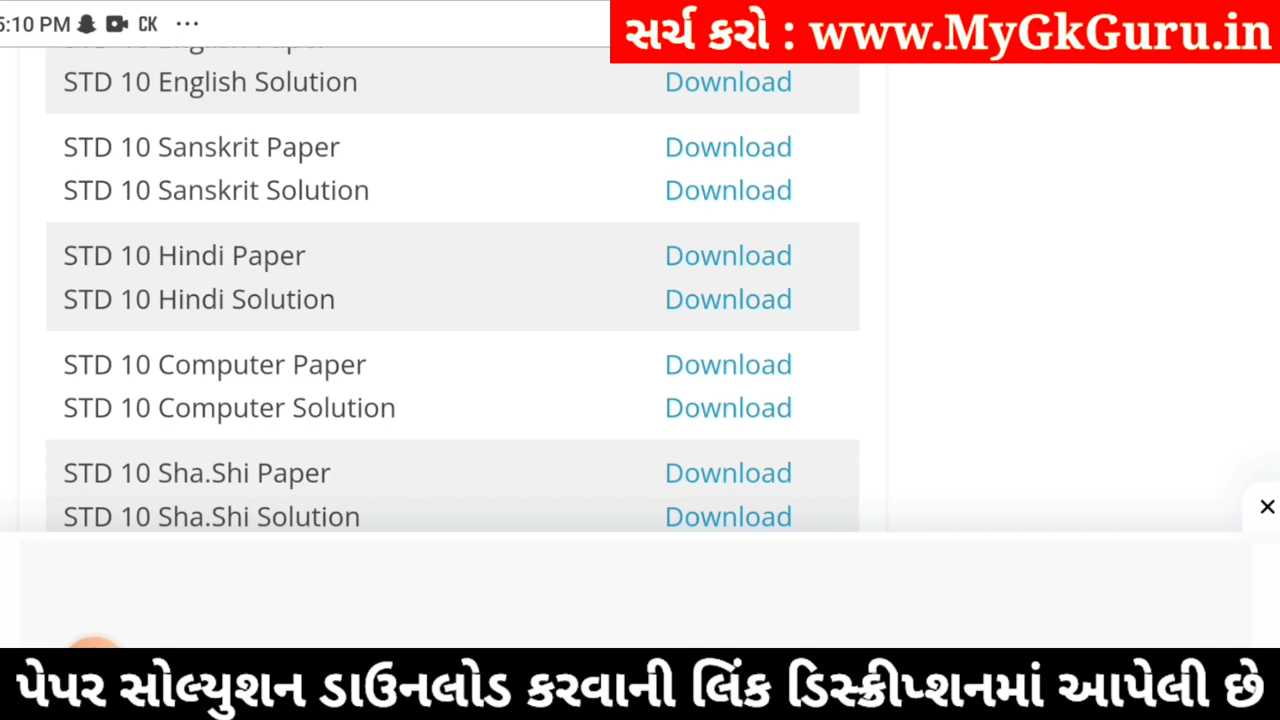 5:10 PM CK ...
સર્ચ કરો : www.MyGkGuru.in
STD 10 English Solution Download
STD 10 Sanskrit Paper Download
STD 10 Sanskrit Solution Download
STD 10 Hindi Paper Download
STD 10 Hindi Solution Download
STD 10 Computer Paper Download
STD 10 Computer Solution Download
STD 10 Sha.Shi Paper Download
STD 10 Sha.Shi Solution Download
પેપર સોલ્યુશન ડાઉનલોડ કરવાની લિંક ડિસ્ક્રીપ્શનમાં આપેલી છે